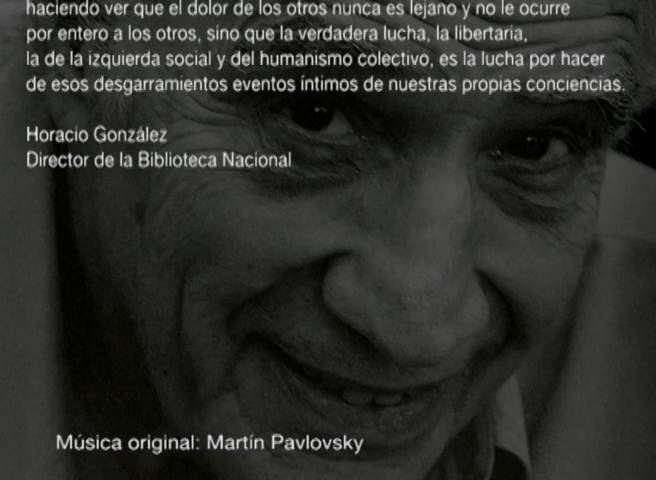 haciendo ver que el dolor de los otros nunca es lejano y no le ocurre
por entero a los otros, sino que la verdadera lucha, la libertaria,
la de la izquierda social y del humanismo colectivo, es la lucha por hacer
de esos desgarramientos eventos íntimos de nuestras propias conciencias.
Horacio González
Director de la Biblioteca Nacional
Música original: Martín Pavlovsky